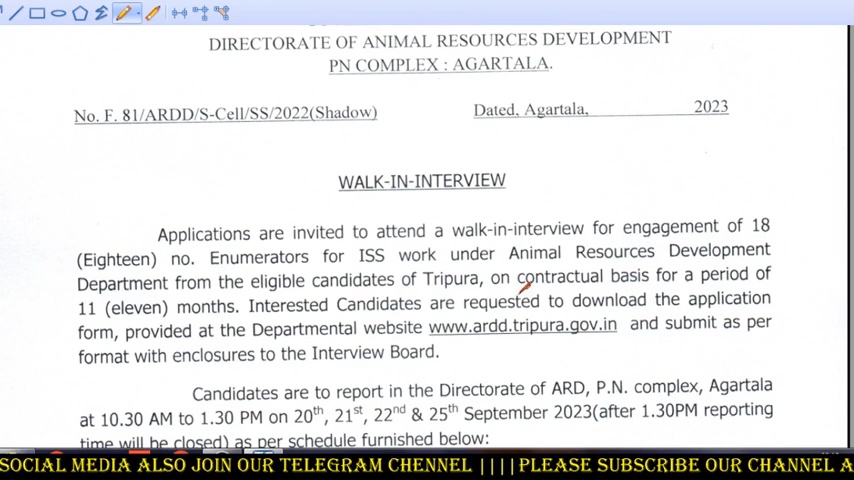 DIRECTORATE OF ANIMAL RESOURCES DEVELOPMENT
PN COMPLEX : AGARTALA.
No. F. 81/ARDD/S-Cell/SS/2022(Shadow) Dated, Agartala, 2023
WALK-IN-INTERVIEW
Applications are invited to attend a walk-in-interview for engagement of 18
(Eighteen) no. Enumerators for ISS work under Animal Resources Development
Department from the eligible candidates of Tripura, on contractual basis for a period of
11 (eleven) months. Interested Candidates are requested to download the application
form, provided at the Departmental website www.ardd.tripura.gov.in and submit as per
format with enclosures to the Interview Board.
Candidates are to report in the Directorate of ARD, P.N. complex, Agartala
at 10.30 AM to 1.30 PM on 20th, 21st, 22nd & 25th September 2023(after 1.30PM reporting
time will be closed) as per schedule furnished below:
SOCIAL MEDIA ALSO JOIN OUR TELEGRAM CHENNEL ||||PLEASE SUBSCRIBE OUR CHANNEL A